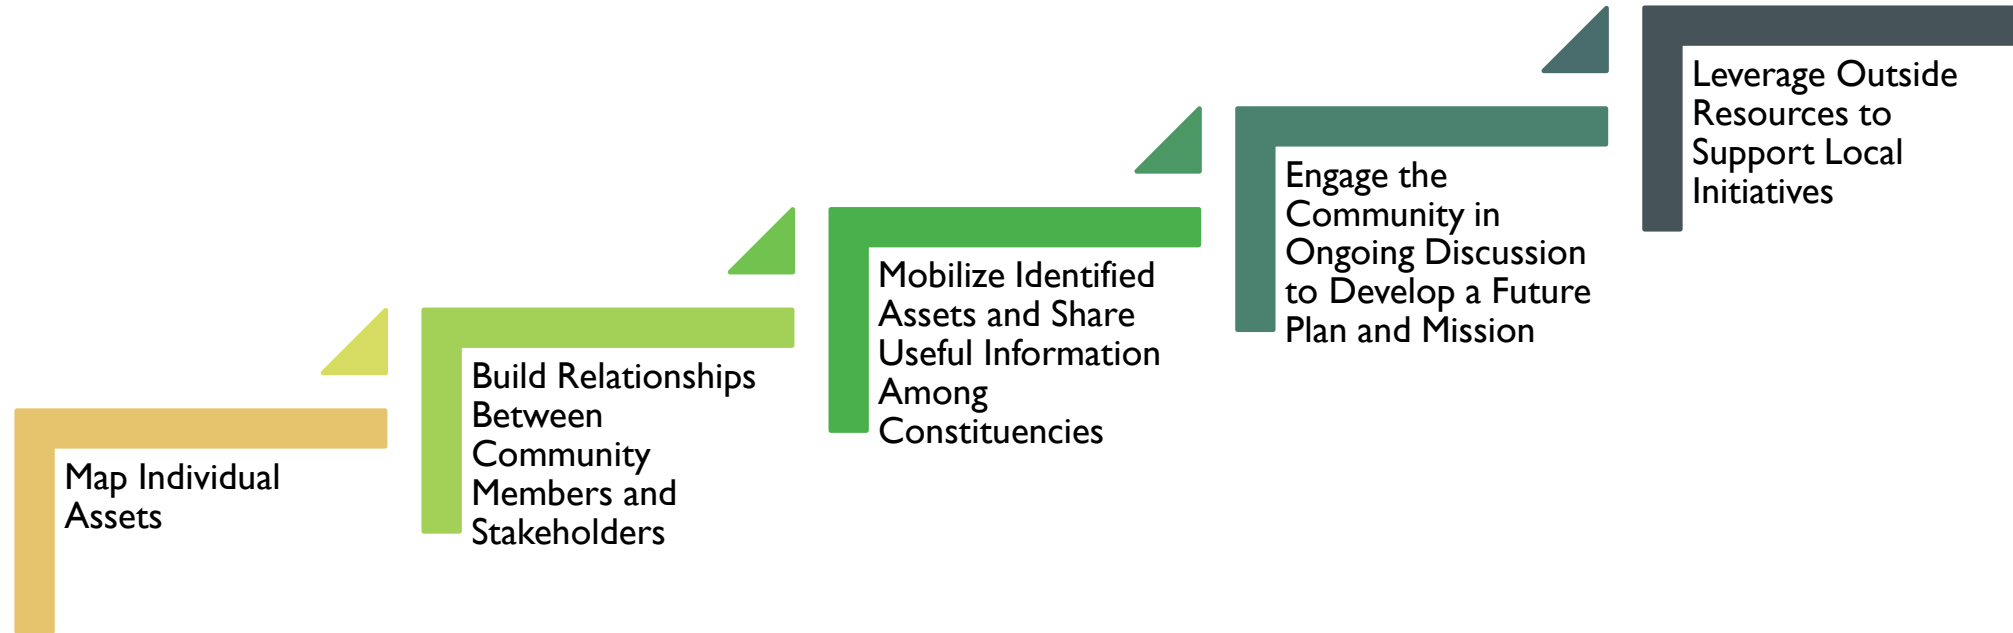 Map Individual
Assets
Build Relationships
Between
Community
Members and
Stakeholders
Mobilize Identified
Assets and Share
Useful Information
Among
Constituencies
Engage the
Community in
Ongoing Discussion
to Develop a Future
Plan and Mission
Leverage Outside
Resources to
Support Local
Initiatives